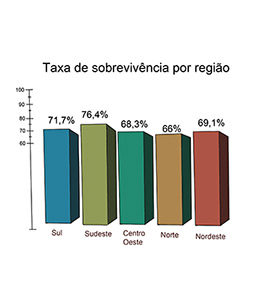 Taxa de sobrevivência por região
100
90
80
70
60
71,7%
76,4%
68,3%
66%
69,1%
Sul
Sudeste
Centro
Oeste
Norte
Nordeste